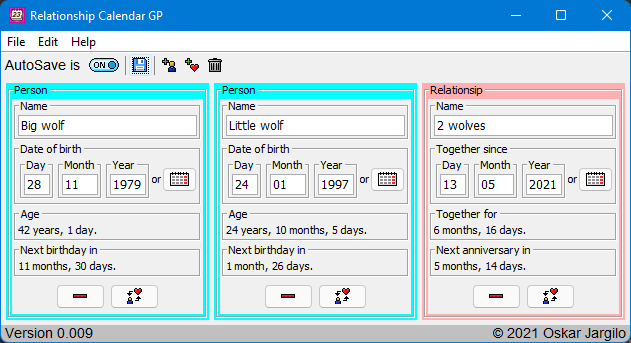 Relationship Calendar GP
File Edit Help
AutoSave is ON
Person
Name
Big wolf
Date of birth
Day Month Year
28 11 1979 or
Age
42 years, 1 day.
Next birthday in
11 months, 30 days.
Person
Name
Little wolf
Date of birth
Day Month Year
24 01 1997 or
Age
24 years, 10 months, 5 days.
Next birthday in
1 month, 26 days.
Relationsip
Name
2 wolves
Together since
Day Month Year
13 05 2021 or
Together for
6 months, 16 days.
Next anniversary in
5 months, 14 days.
Version 0.009
© 2021 Oskar Jargilo